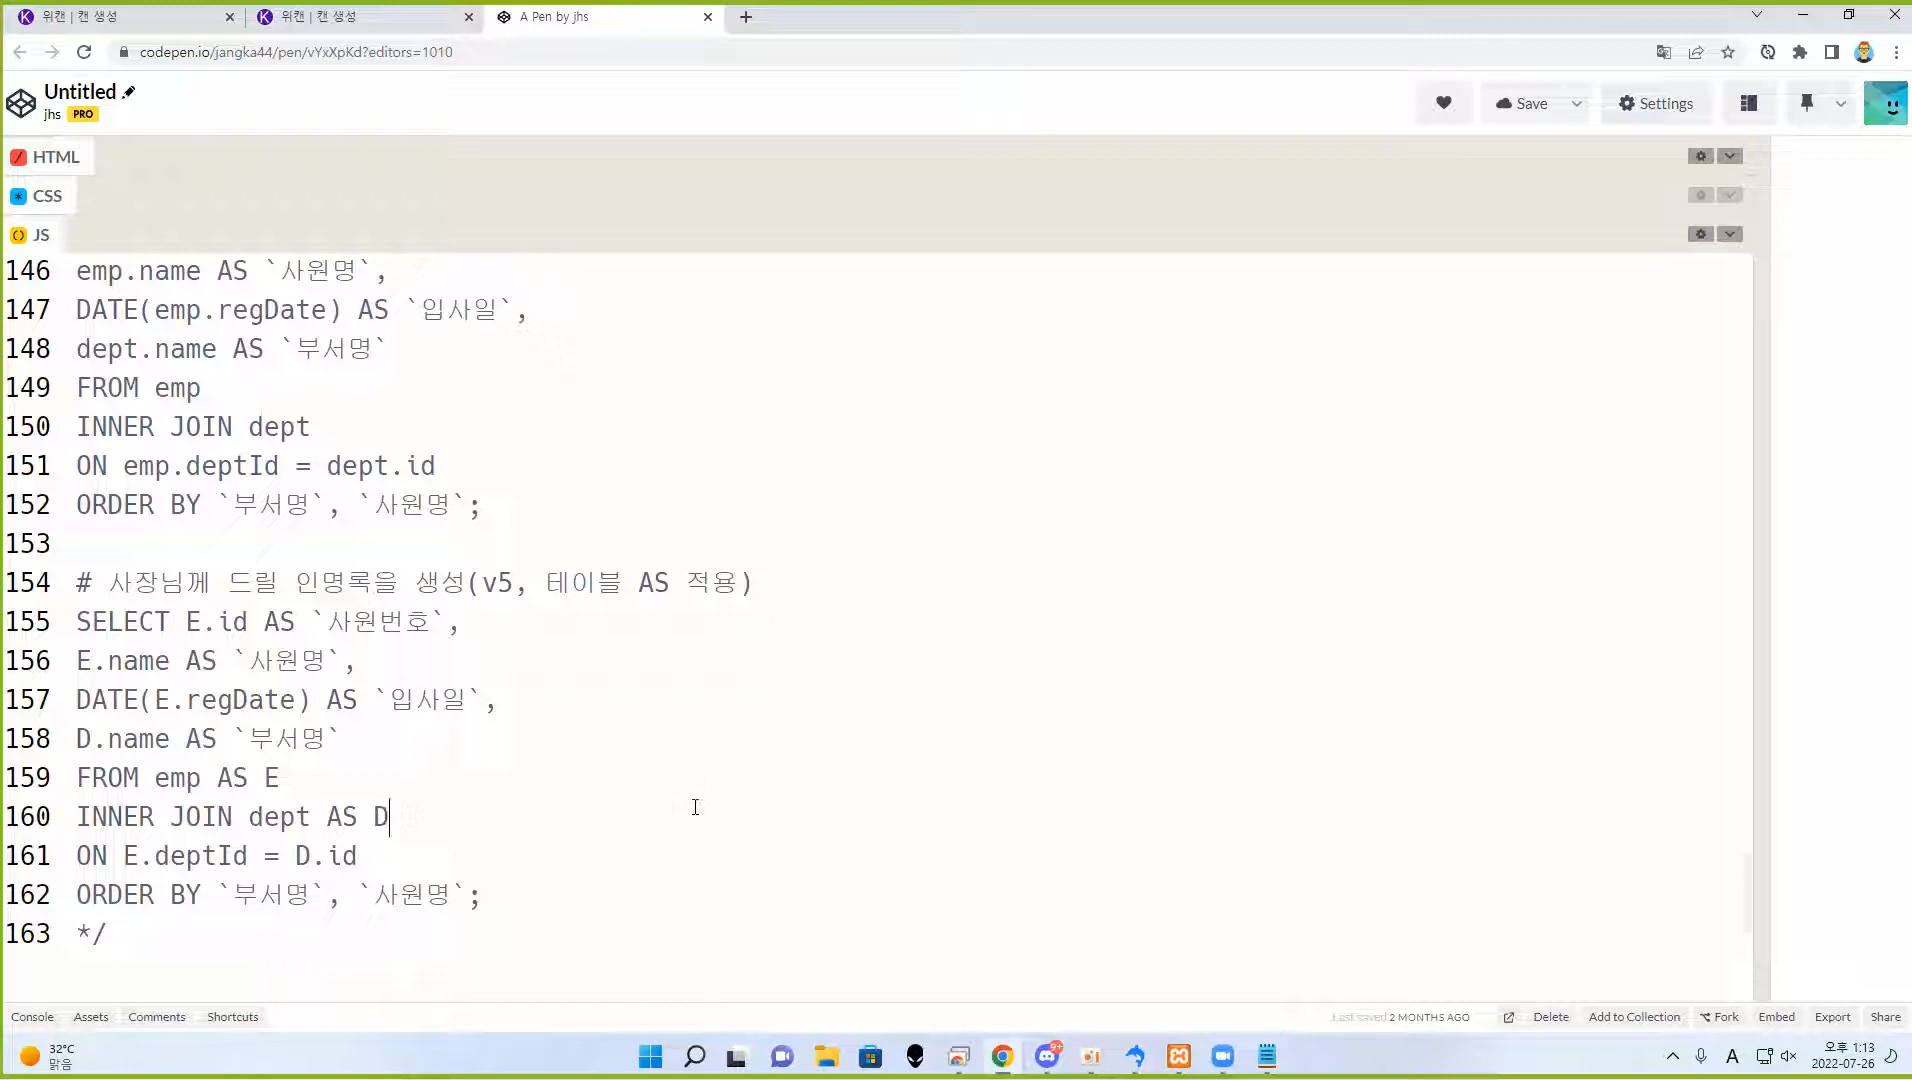 위캔 | 캔 생성
위캔 | 캔 생성
A Pen by jhs
codepen.io/jangka44/pen/vYxXpKd?editors=1010
Untitled
jhs PRO
Save
Settings
HTML
CSS
JS
146 emp.name AS `사원명`,
147 DATE(emp.regDate) AS `입사일`,
148 dept.name AS `부서명`
149 FROM emp
150 INNER JOIN dept
151 ON emp.deptId = dept.id
152 ORDER BY `부서명`, `사원명`;
153
154 # 사장님께 드릴 인명록을 생성(v5, 테이블 AS 적용)
155 SELECT E.id AS `사원번호`,
156 E.name AS `사원명`,
157 DATE(E.regDate) AS `입사일`,
158 D.name AS `부서명`
159 FROM emp AS E
160 INNER JOIN dept AS D
161 ON E.deptId = D.id
162 ORDER BY `부서명`, `사원명`;
163 */
Console Assets Comments Shortcuts Last saved 2 MONTHS AGO Delete Add to Collection Fork Embed Export Share
32°C
맑음
9+
A
오후 1:13
2022-07-26